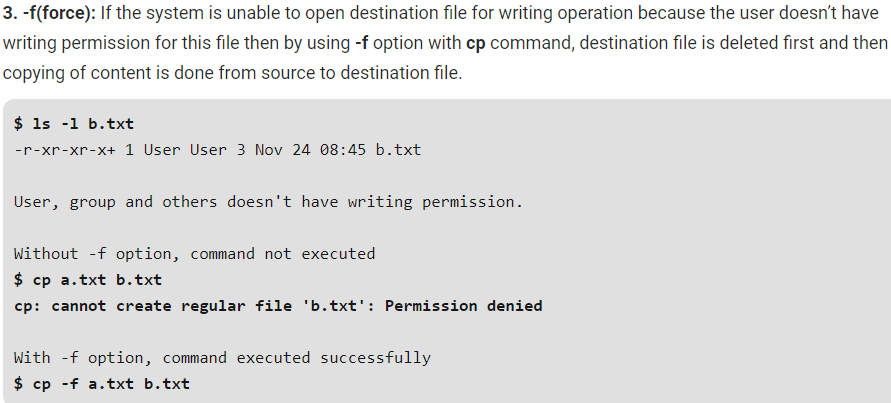 3. -f(force): If the system is unable to open destination file for writing operation because the user doesn't have
writing permission for this file then by using -f option with cp command, destination file is deleted first and then
copying of content is done from source to destination file.
$ ls -l b.txt
-r-xr-xr-x+ 1 User User 3 Nov 24 08:45 b.txt
User, group and others doesn't have writing permission.
Without -f option, command not executed
$ cp a.txt b.txt
cp: cannot create regular file 'b.txt': Permission denied
With -f option, command executed successfully
$ cp -f a.txt b.txt